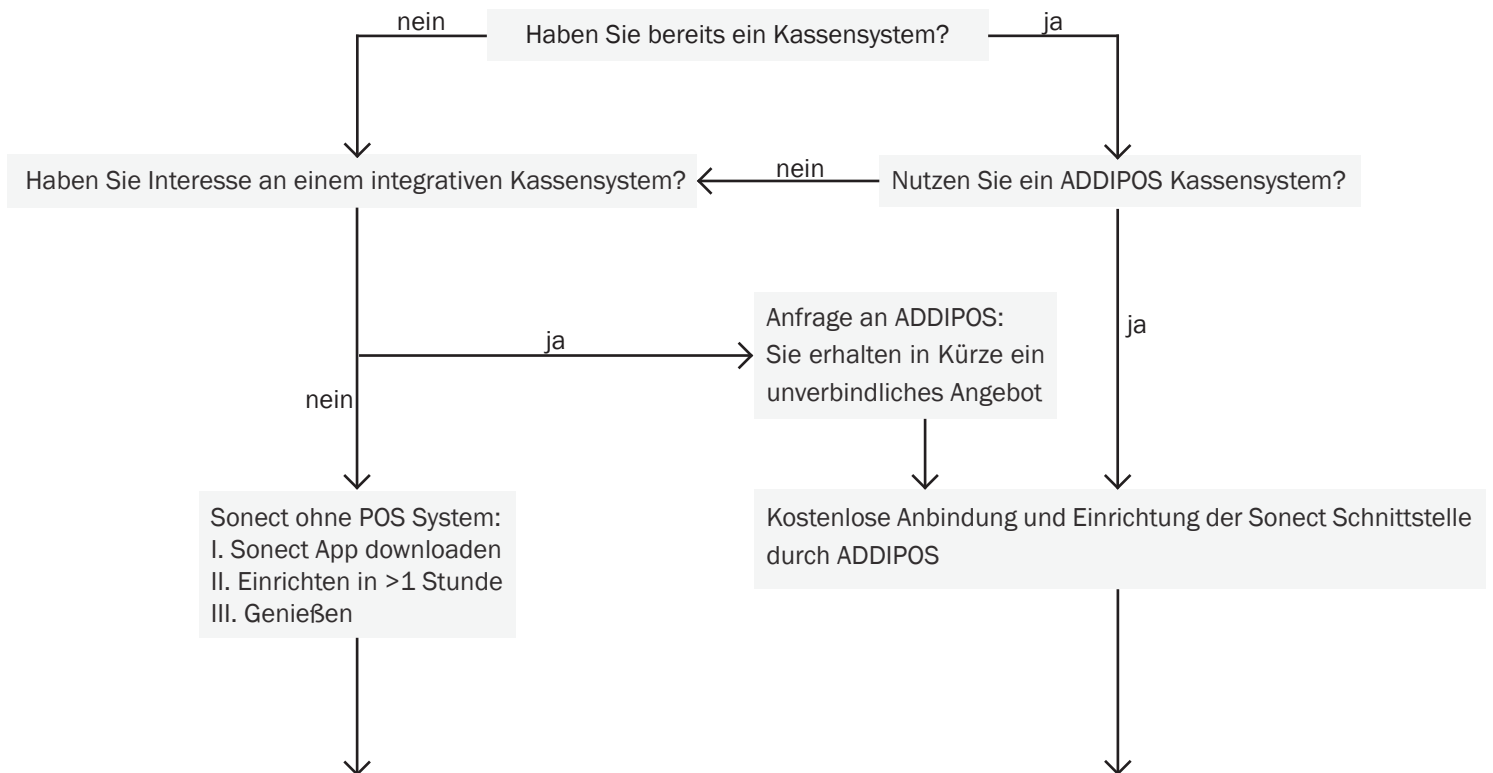 nein
Haben Sie bereits ein Kassensystem?
ja
Haben Sie Interesse an einem integrativen Kassensystem?
nein
Nutzen Sie ein ADDIPOS Kassensystem?
ja
Anfrage an ADDIPOS:
Sie erhalten in Kürze ein
unverbindliches Angebot
ja
nein
Sonect ohne POS System:
I. Sonect App downloaden
II. Einrichten in >1 Stunde
III. Genießen
Kostenlose Anbindung und Einrichtung der Sonect Schnittstelle
durch ADDIPOS